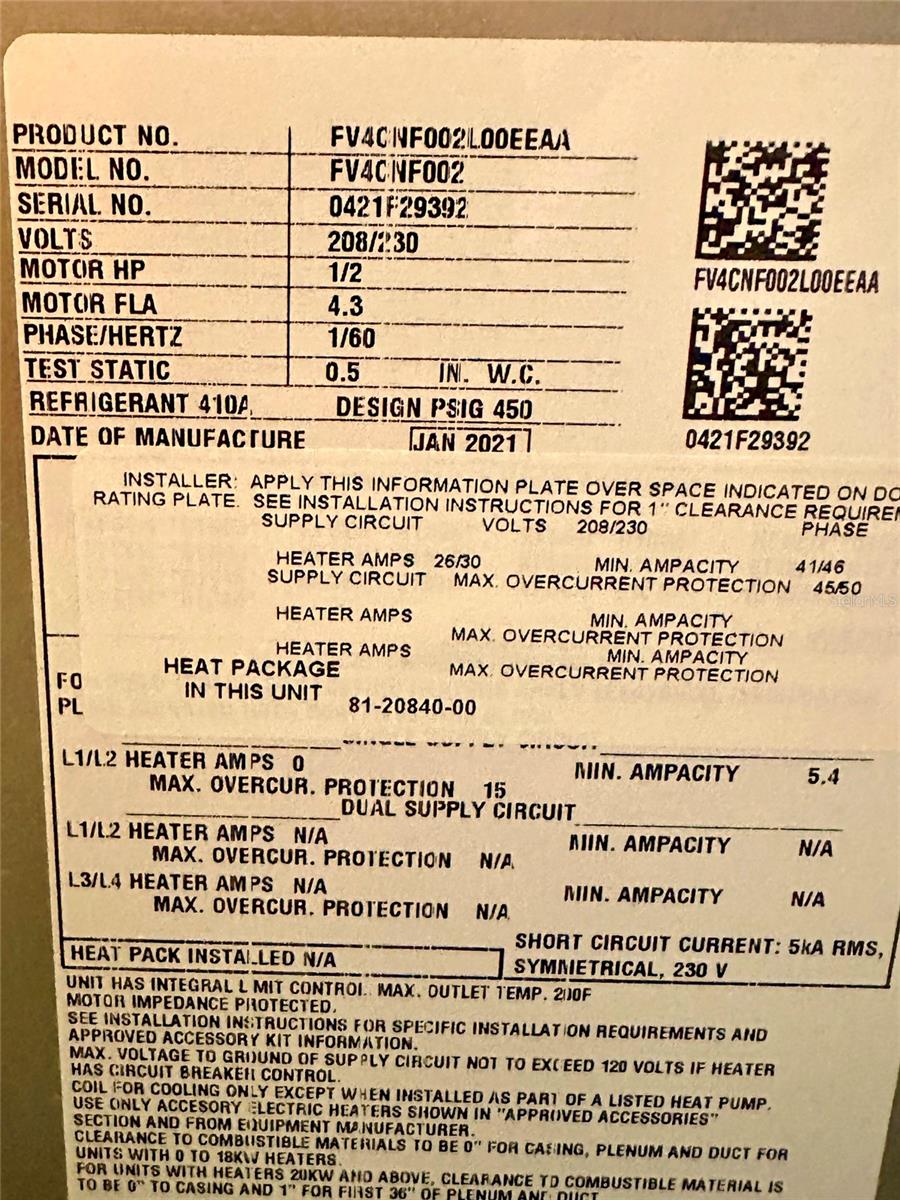 PRODUCT NO. FV4CNF002L00EEAA
MODEL NO. FV4CNF002
SERIAL NO. 0421F29392
VOLTS 208/230
MOTOR HP 1/2
MOTOR FLA 4.3
PHASE/HERTZ 1/60
TEST STATIC 0.5 IN. W.C.
REFRIGERANT 410A DESIGN PSIG 450
DATE OF MANUFACTURE JAN 2021
FV4CNF002L00EEAA
0421F29392
INSTALLER: APPLY THIS INFORMATION PLATE OVER SPACE INDICATED ON
RATING PLATE. SEE INSTALLATION INSTRUCTIONS FOR 1" CLEARANCE
SUPPLY CIRCUIT VOLTS 208/230 PHASE
HEATER AMPS 26/30 MIN. AMPACITY 41/46
SUPPLY CIRCUIT MAX. OVERCURRENT PROTECTION 45/50
HEATER AMPS MIN. AMPACITY
MAX. OVERCURRENT PROTECTION
HEATER AMPS MIN. AMPACITY
MAX. OVERCURRENT PROTECTION
HEAT PACKAGE
IN THIS UNIT 81-20840-00
FO
PL
L1/L2 HEATER AMPS 0 MIN. AMPACITY 5.4
MAX. OVERCUR. PROTECTION 15
DUAL SUPPLY CIRCUIT
L1/L2 HEATER AMPS N/A MIN. AMPACITY N/A
MAX. OVERCUR. PROTECTION N/A
L3/L4 HEATER AMPS N/A MIN. AMPACITY N/A
MAX. OVERCUR. PROTECTION N/A
HEAT PACK INSTALLED N/A
SHORT CIRCUIT CURRENT: 5kA RMS,
SYMMETRICAL, 230 V
UNIT HAS INTEGRAL LIMIT CONTROL. MAX. OUTLET TEMP. 200F
MOTOR IMPEDANCE PROTECTED.
SEE INSTALLATION INSTRUCTIONS FOR SPECIFIC INSTALLATION REQUIREMENTS AND
APPROVED ACCESSORY KIT INFORMATION.
MAX. VOLTAGE TO GROUND OF SUPPLY CIRCUIT NOT TO EXCEED 120 VOLTS IF HEATER
HAS CIRCUIT BREAKER CONTROL.
COIL FOR COOLING ONLY EXCEPT WHEN INSTALLED AS PART OF A LISTED HEAT PUMP.
USE ONLY ACCESORY ELECTRIC HEATERS SHOWN IN "APPROVED ACCESSORIES"
SECTION AND FROM EQUIPMENT MANUFACTURER.
CLEARANCE TO COMBUSTIBLE MATERIALS TO BE 0" FOR CASING, PLENUM AND DUCT FOR
UNITS WITH 0 TO 18KW HEATERS.
FOR UNITS WITH HEATERS 20KW AND ABOVE, CLEARANCE TO COMBUSTIBLE MATERIAL IS
TO BE 0" TO CASING AND 1" FOR FIRST 36" OF PLENUM AND DUCT